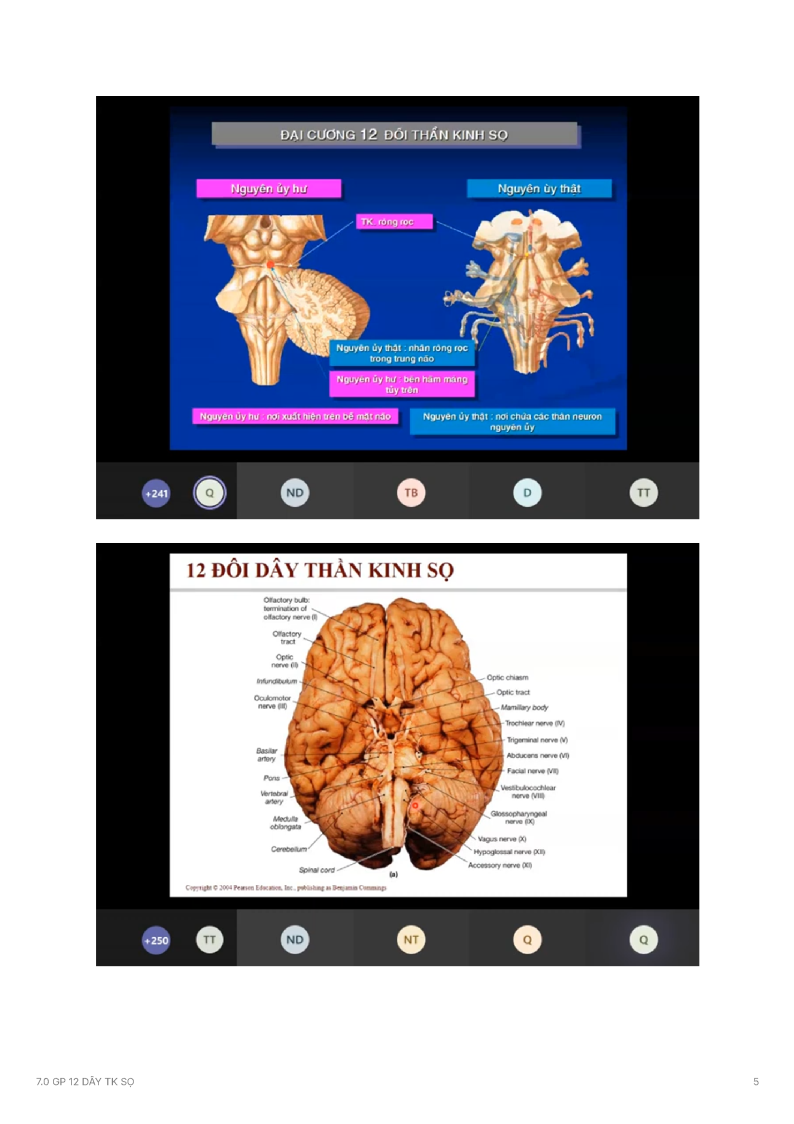 ĐẠI CƯƠNG 12 ĐÔI THẦN KINH SỌ
Nguyên ủy hư
Nguyên ủy thật
TK. ròng rọc
Nguyên ủy thật : nhân ròng rọc
trong trung não
Nguyên ủy hư : bên hãm màng
tủy trên
Nguyên ủy hư : nơi xuất hiện trên bề mặt não
Nguyên ủy thật : nơi chứa các thân neuron
nguyên ủy
+241
Q
ND
TB
D
TT
12 ĐÔI DÂY THẦN KINH SỌ
Olfactory bulb:
termination of
olfactory nerve (I)
Olfactory
tract
Optic
nerve (II)
Infundibulum
Oculomotor
nerve (III)
Basilar
artery
Pons
Vertebral
artery
Medulla
oblongata
Cerebellum
Spinal cord
Optic chiasm
Optic tract
Mamillary body
Trochlear nerve (IV)
Trigeminal nerve (V)
Abducens nerve (VI)
Facial nerve (VII)
Vestibulocochlear
nerve (VIII)
Glossopharyngeal
nerve (IX)
Vagus nerve (X)
Hypoglossal nerve (XII)
Accessory nerve (XI)
(a)
Copyright © 2004 Pearson Education, Inc., publishing as Benjamin Cummings
+250
TT
ND
NT
Q
Q
7.0 GP 12 DÂY TK SỌ
5